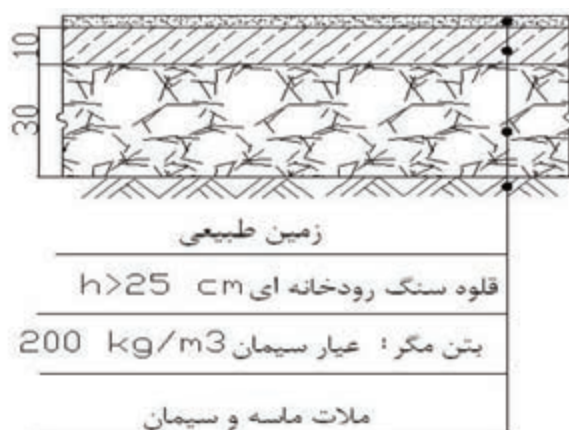 10
30
زمین طبیعی
قلوه سنگ رودخانه ای h>25 cm
بتن مگر : عیار سیمان 200 kg/m3
ملات ماسه و سیمان